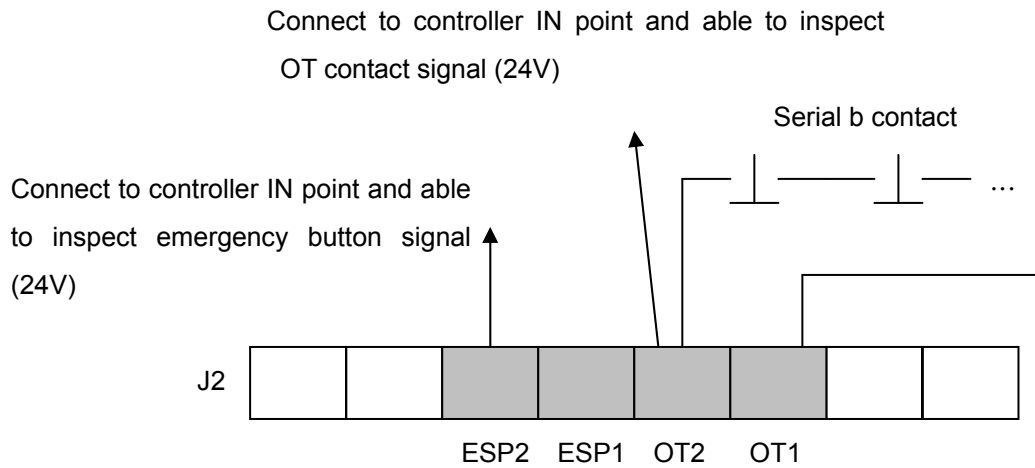 Connect to controller IN point and able to inspect
OT contact signal (24V)
Serial b contact
Connect to controller IN point and able
to inspect emergency button signal
(24V)
...
J2
ESP2 ESP1 OT2 OT1